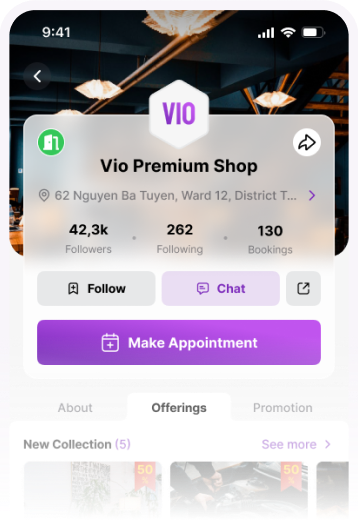 9:41
VIO
Vio Premium Shop
62 Nguyen Ba Tuyen, Ward 12, District T...
42,3k 262 130
Followers Following Bookings
Follow Chat
Make Appointment
About Offerings Promotion
New Collection (5) See more
50 50
% %